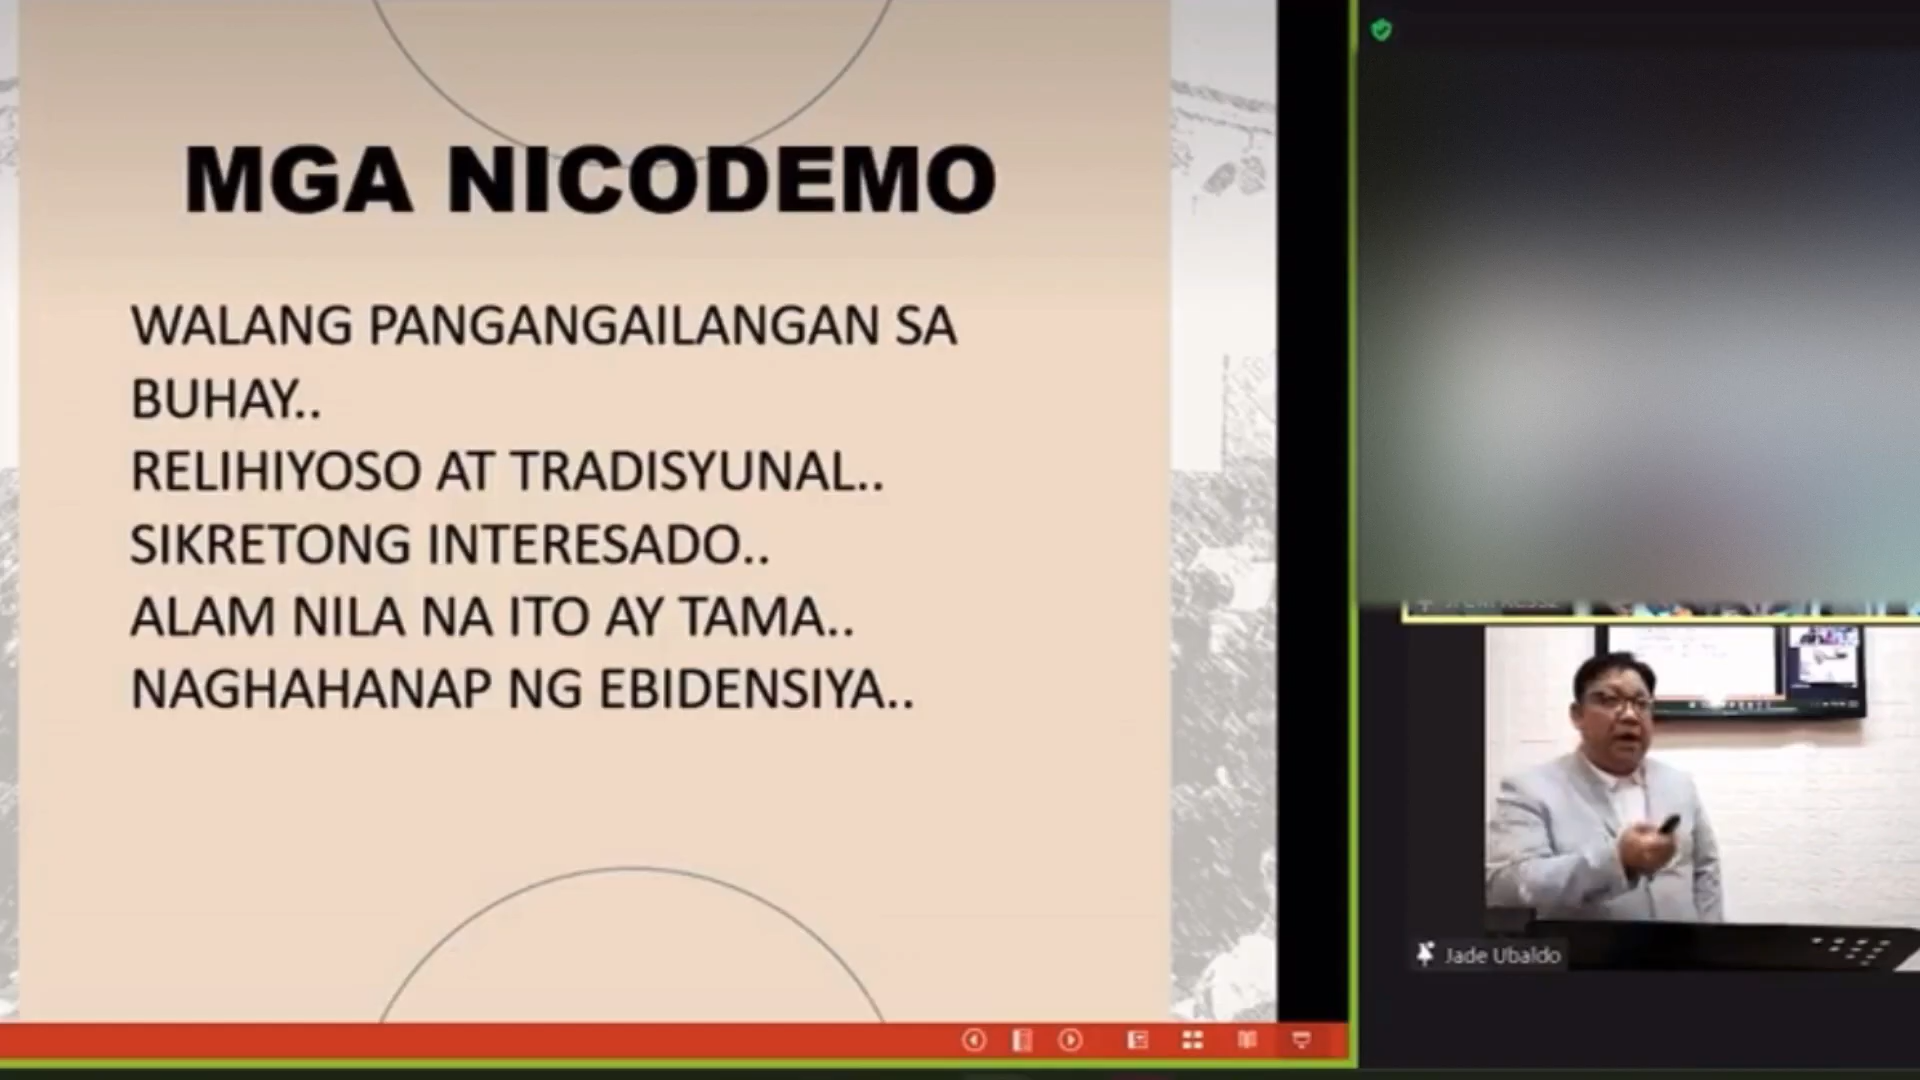 MGA NICODEMO
WALANG PANGANGAILANGAN SA
BUHAY..
RELIHIYOSO AT TRADISYUNAL..
SIKRETONG INTERESADO..
ALAM NILA NA ITO AY TAMA..
NAGHAHANAP NG EBIDENSIYA..
Jade Ubaldo